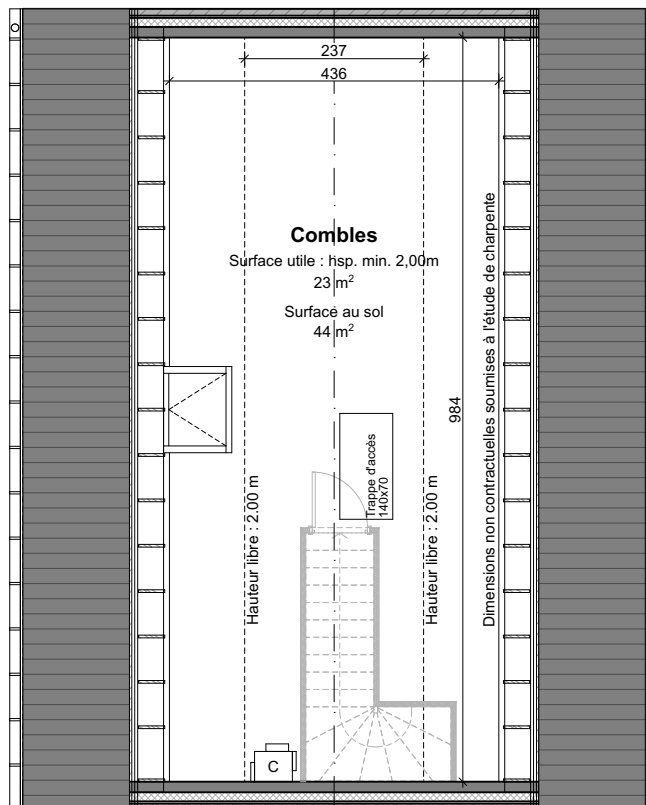 237
436
Combles
Surface utile : hsp. min. 2,00m
23 m²
Surface au sol
44 m²
Dimensions non contractuelles soumises à l'étude de charpente
984
Trappe d'accès
140x70
Hauteur libre : 2.00 m
Hauteur libre : 2.00 m
C